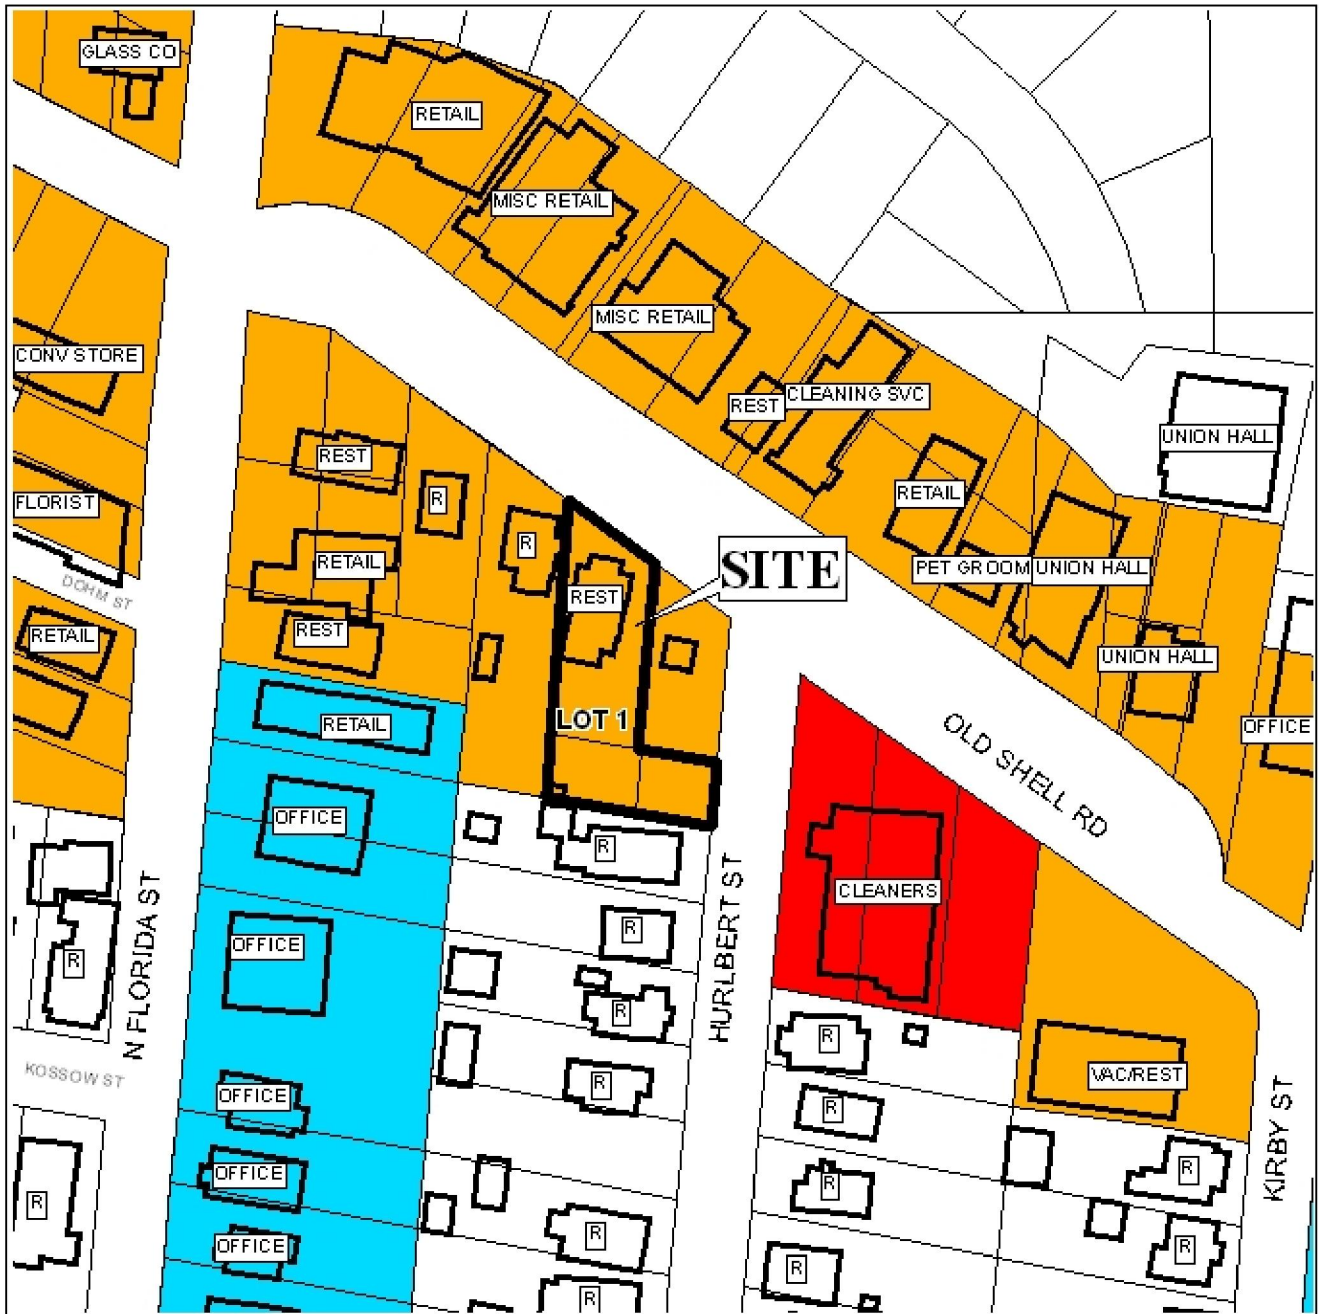 GLASS CO
RETAIL
MISC RETAIL
MISC RETAIL
CONV STORE
REST
CLEANING SVC
UNION HALL
REST
R
RETAIL
FLORIST
R
RETAIL
PET GROOM
UNION HALL
SITE
DOHM ST
REST
RETAIL
REST
UNION HALL
LOT 1
RETAIL
OFFICE
OLD SHELL RD
OFFICE
R
CLEANERS
N FLORIDA ST
HURLBERT ST
R
OFFICE
R
R
R
KOSSOW ST
R
VAC/REST
OFFICE
R
KIRBY ST
OFFICE
R
R
R
R
R
OFFICE
R
R